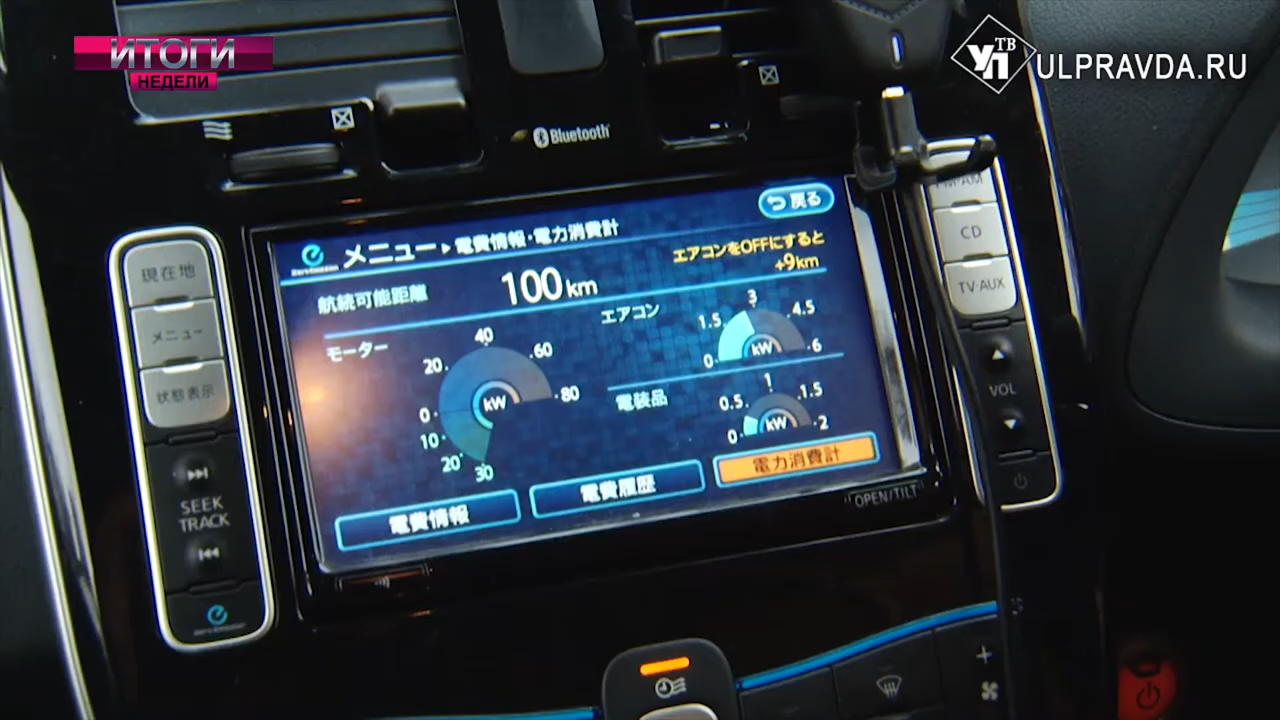 ИТОГИ
НЕДЕЛИ
УП ТВ
ULPRAVDA.RU
Bluetooth
戻る
メニュー ▸ 電費情報・電力消費計
エアコンをOFFにすると
+9km
航続可能距離 100 km
モーター
40
20
60
0
80
10
20
30
kW
エアコン
3
1.5
4.5
0
6
kW
電装品
1
0.5
1.5
0
2
kW
電費情報
電費履歴
電力消費計
現在地
メニュー
状態表示
SEEK
TRACK
FM·AM
CD
TV·AUX
VOL
OPEN/TILT